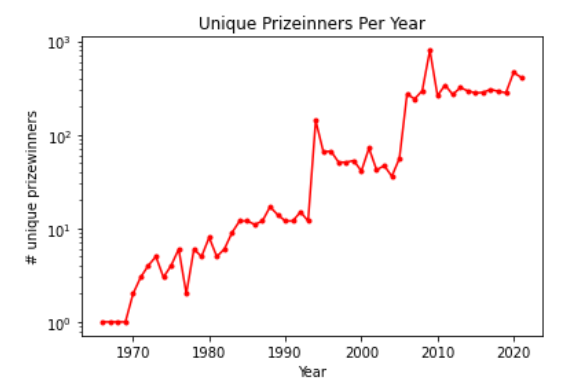 Unique Prizeinners Per Year
# unique prizewinners
10³
10²
10¹
10⁰
1970 1980 1990 2000 2010 2020
Year